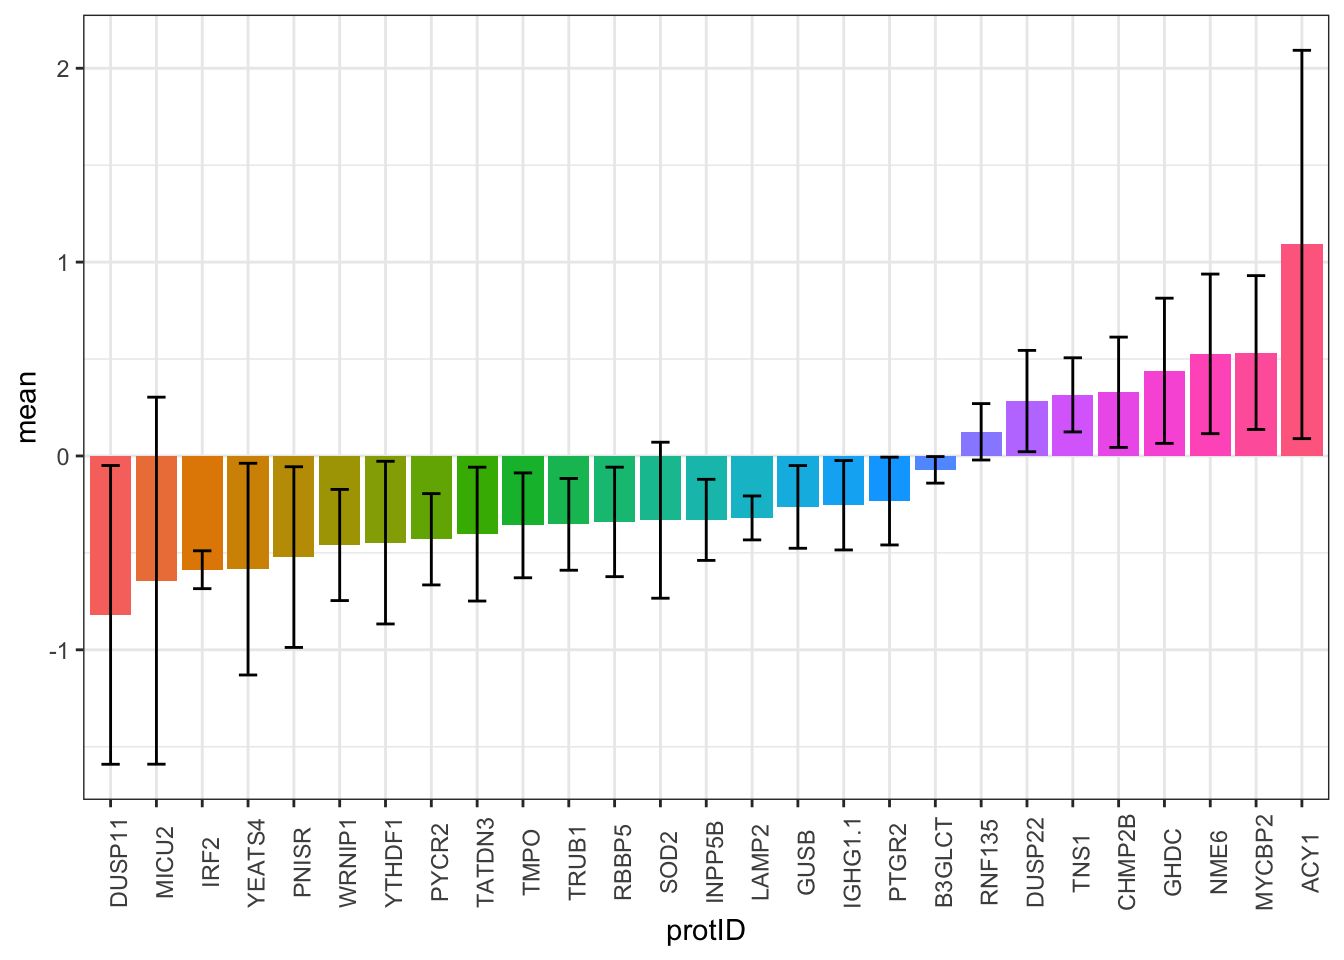 mean
2
1
0
-1
DUSP11
MICU2
IRF2
YEATS4
PNISR
WRNIP1
YTHDF1
PYCR2
TATDN3
TMPO
TRUB1
RBBP5
SOD2
INPP5B
LAMP2
GUSB
IGHG1.1
PTGR2
B3GLCT
RNF135
DUSP22
TNS1
CHMP2B
GHDC
NME6
MYCBP2
ACY1
protID